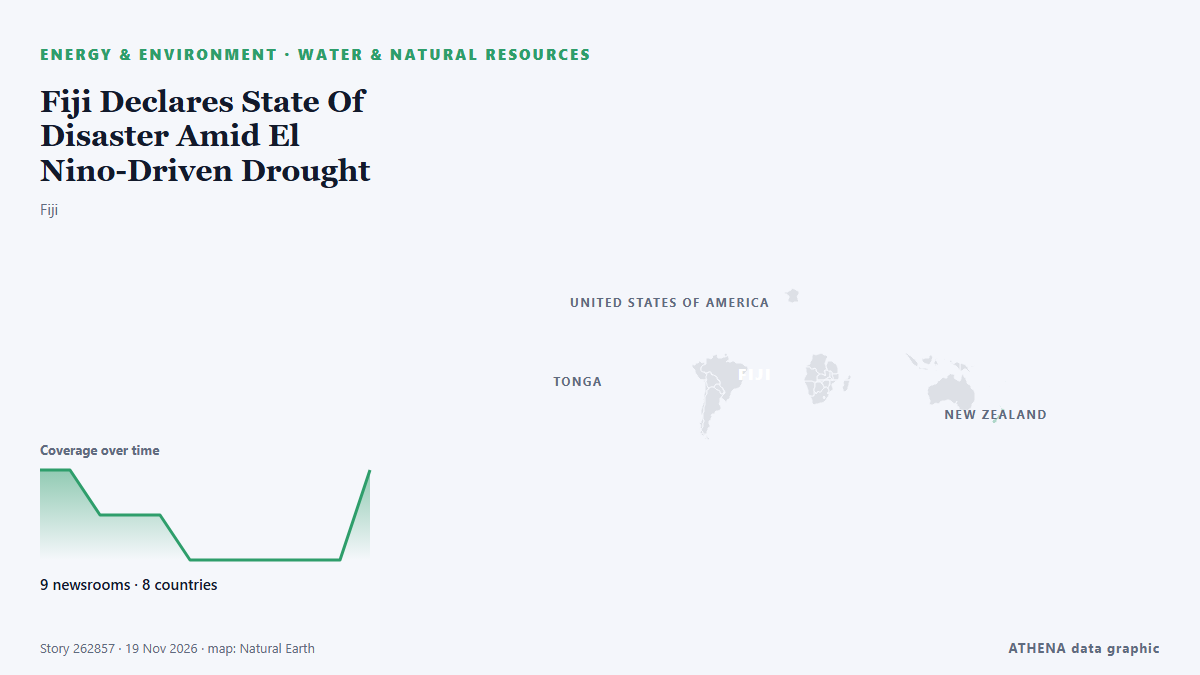 ENERGY & ENVIRONMENT · WATER & NATURAL RESOURCES
Fiji Declares State Of
Disaster Amid El
Nino-Driven Drought
Fiji
UNITED STATES OF AMERICA
FIJI
TONGA
NEW ZEALAND
Coverage over time
9 newsrooms · 8 countries
Story 262857 · 19 Nov 2026 · map: Natural Earth
ATHENA data graphic